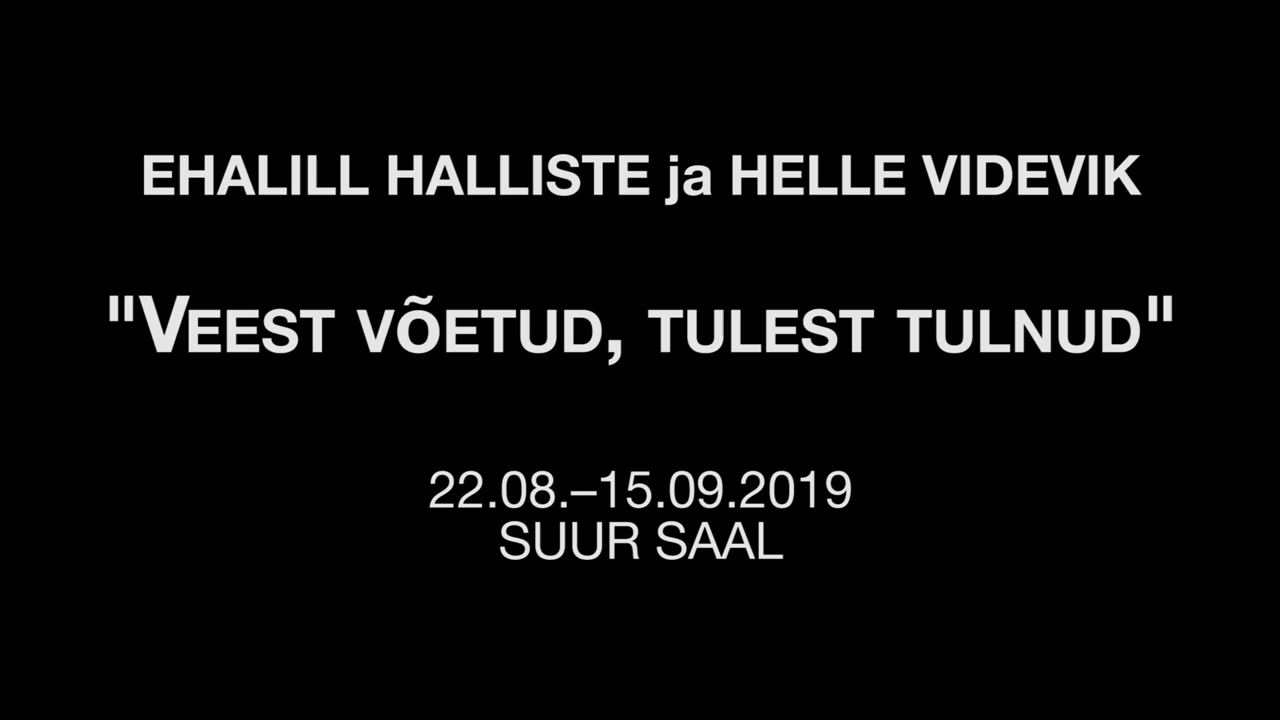 EHALILL HALLISTE ja HELLE VIDEVIK
"VEEST VÕETUD, TULEST TULNUD"
22.08.–15.09.2019
SUUR SAAL